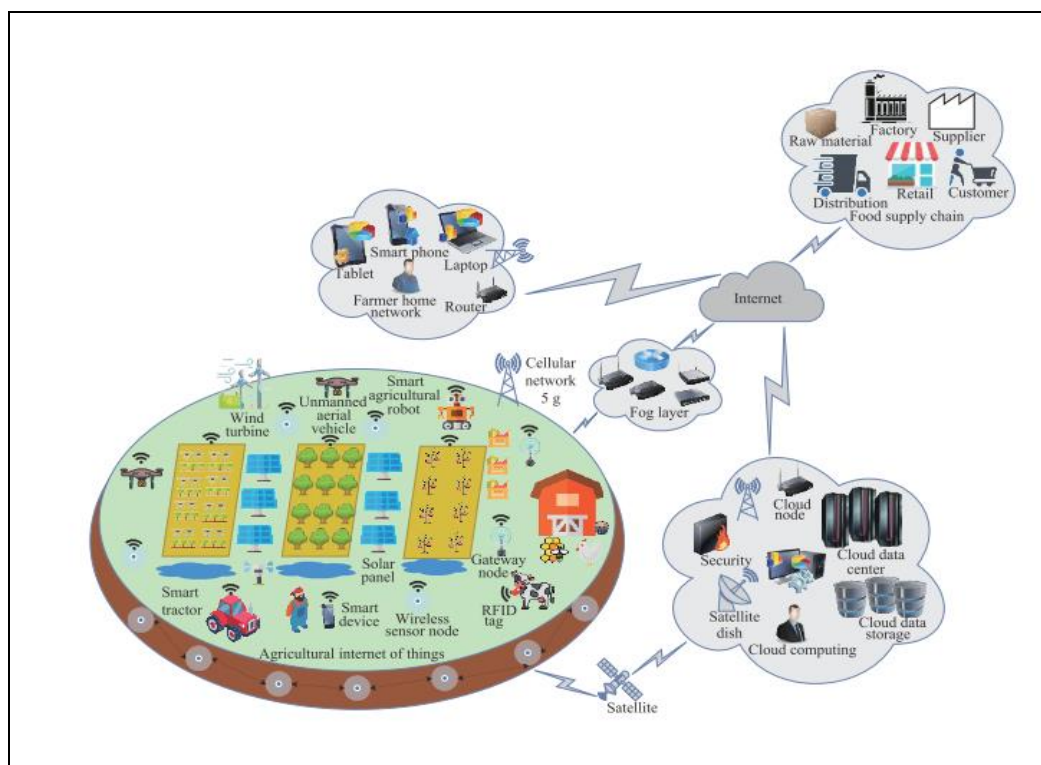 Raw material
Factory
Supplier
Distribution
Retail
Customer
Food supply chain
Tablet
Smart phone
Laptop
Farmer home
network
Router
Internet
Cellular
network
5 g
Fog layer
Wind
turbine
Unmanned
aerial
vehicle
Smart
agricultural
robot
Solar
panel
Gateway
node
Smart
tractor
Smart
device
Wireless
sensor node
RFID
tag
Agricultural internet of things
Satellite
Cloud
node
Security
Cloud data
center
Satellite
dish
Cloud data
storage
Cloud computing